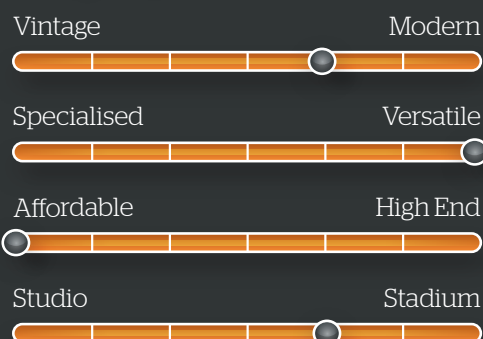 Vintage Modern
Specialised Versatile
Affordable High End
Studio Stadium